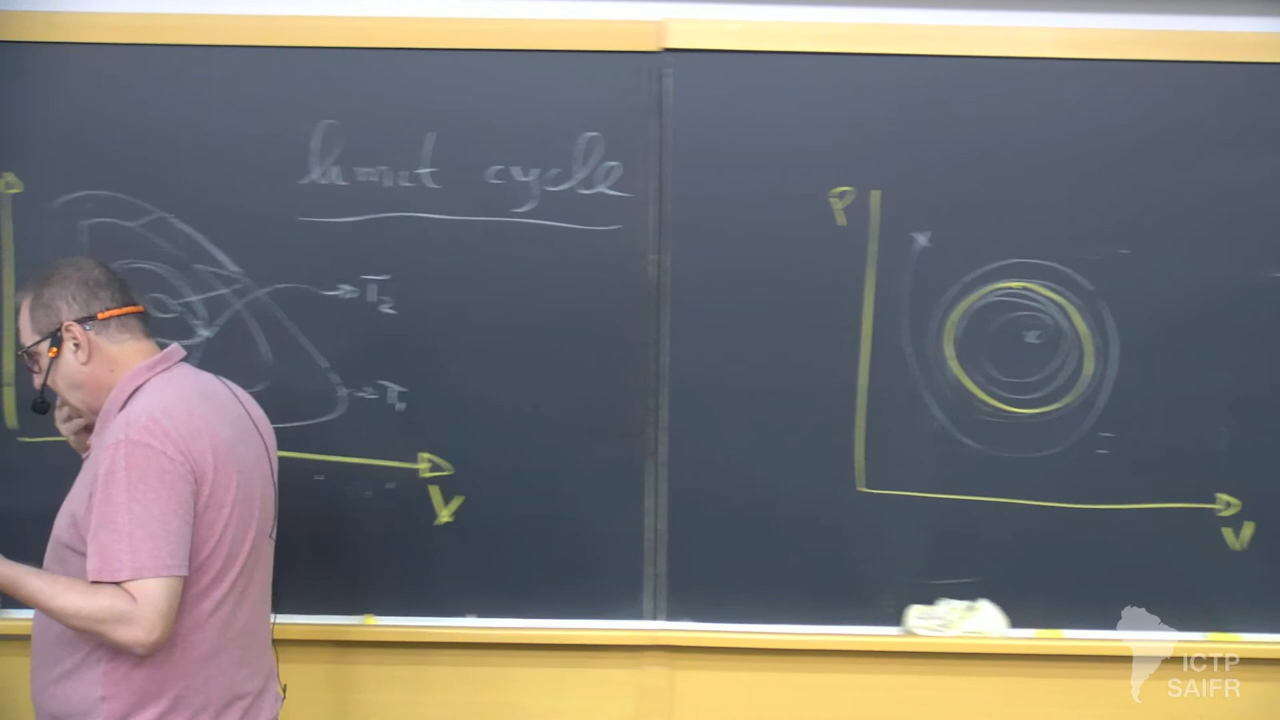 limit cycle
T₂
T₁
V
P
V
ICTP
SAIFR